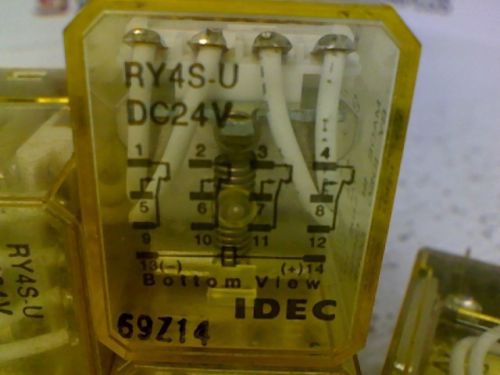 RY4S-U
DC24V
1 2 3 4
5 6 7 8
9 10 11 12
13(-) (+)14
Bottom View
IDEC
69Z14
RY4S-U